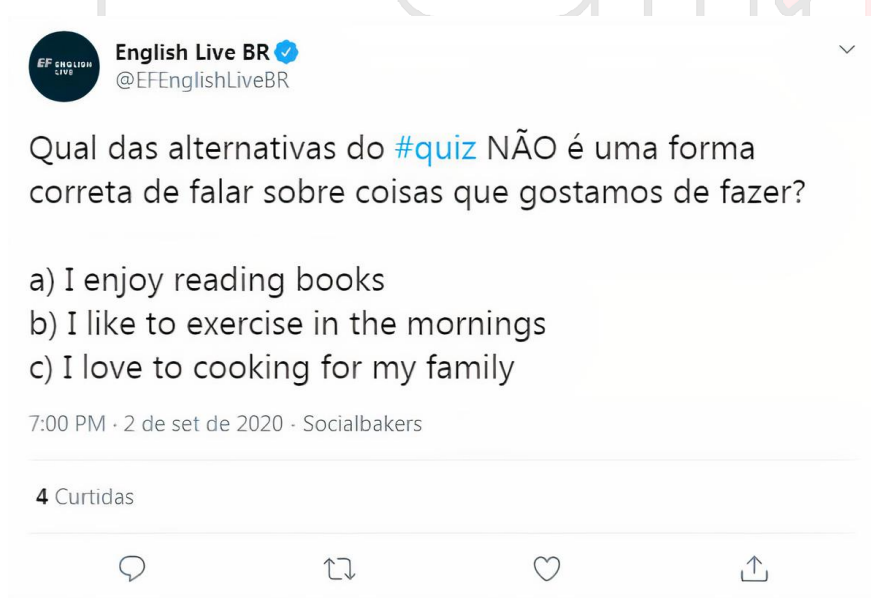 EF ENGLISH
LIVE
English Live BR
@EFEnglishLiveBR
Qual das alternativas do #quiz NÃO é uma forma
correta de falar sobre coisas que gostamos de fazer?
a) I enjoy reading books
b) I like to exercise in the mornings
c) I love to cooking for my family
7:00 PM · 2 de set de 2020 · Socialbakers
4 Curtidas